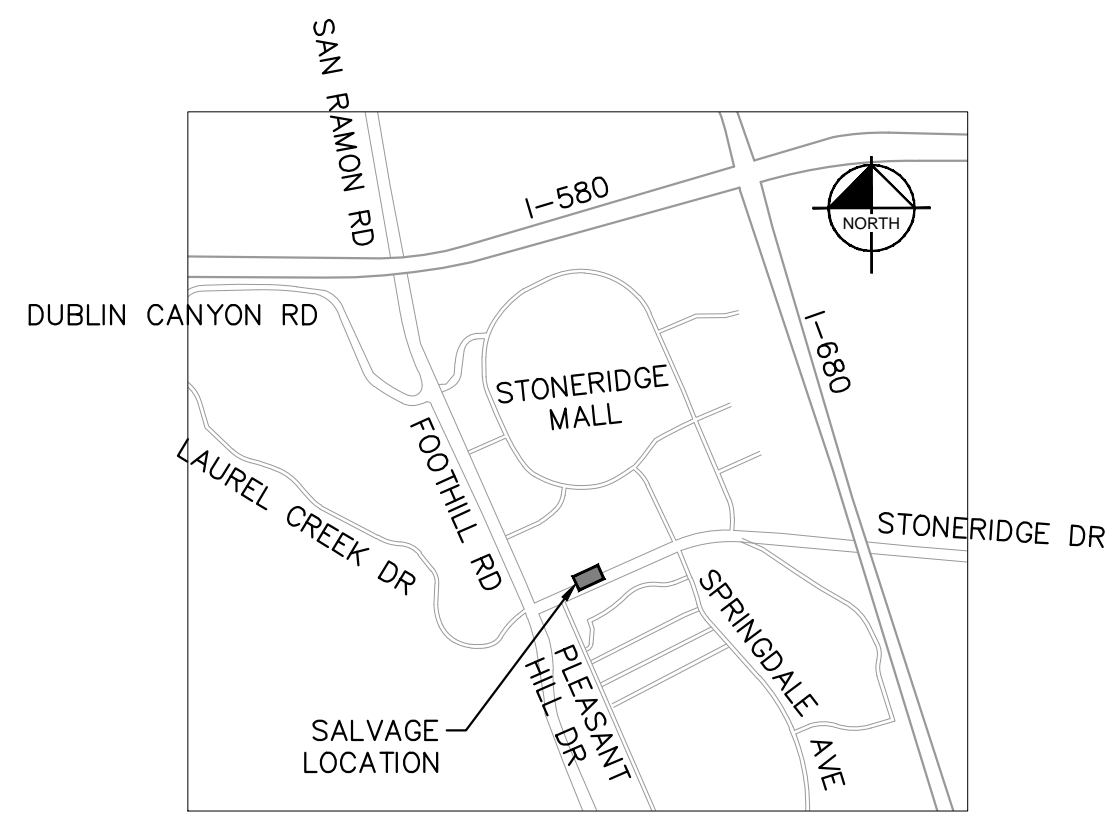 SAN RAMON RD
I-580
NORTH
DUBLIN CANYON RD
I-680
STONERIDGE
MALL
FOOTHILL RD
LAUREL CREEK DR
STONERIDGE DR
SPRINGDALE
AVE
PLEASANT
HILL DR
SALVAGE
LOCATION